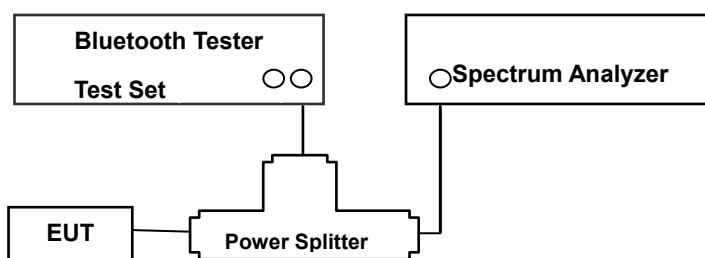 Bluetooth Tester
Test Set
Spectrum Analyzer
EUT
Power Splitter